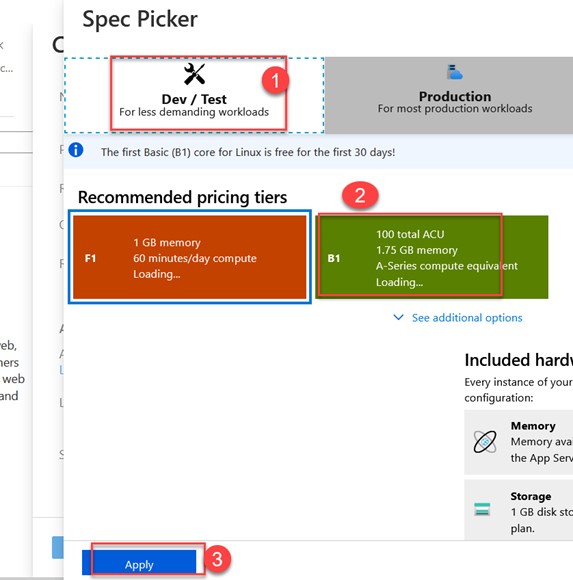 Spec Picker
1
Dev / Test
For less demanding workloads
Production
For most production workloads
The first Basic (B1) core for Linux is free for the first 30 days!
Recommended pricing tiers
2
F1
1 GB memory
60 minutes/day compute
Loading...
B1
100 total ACU
1.75 GB memory
A-Series compute equivalent
Loading...
See additional options
Included hardw
Every instance of your
configuration:
Memory
Memory avai
the App Serv
Storage
1 GB disk sto
plan.
Apply
3
eb,
ners
web
and